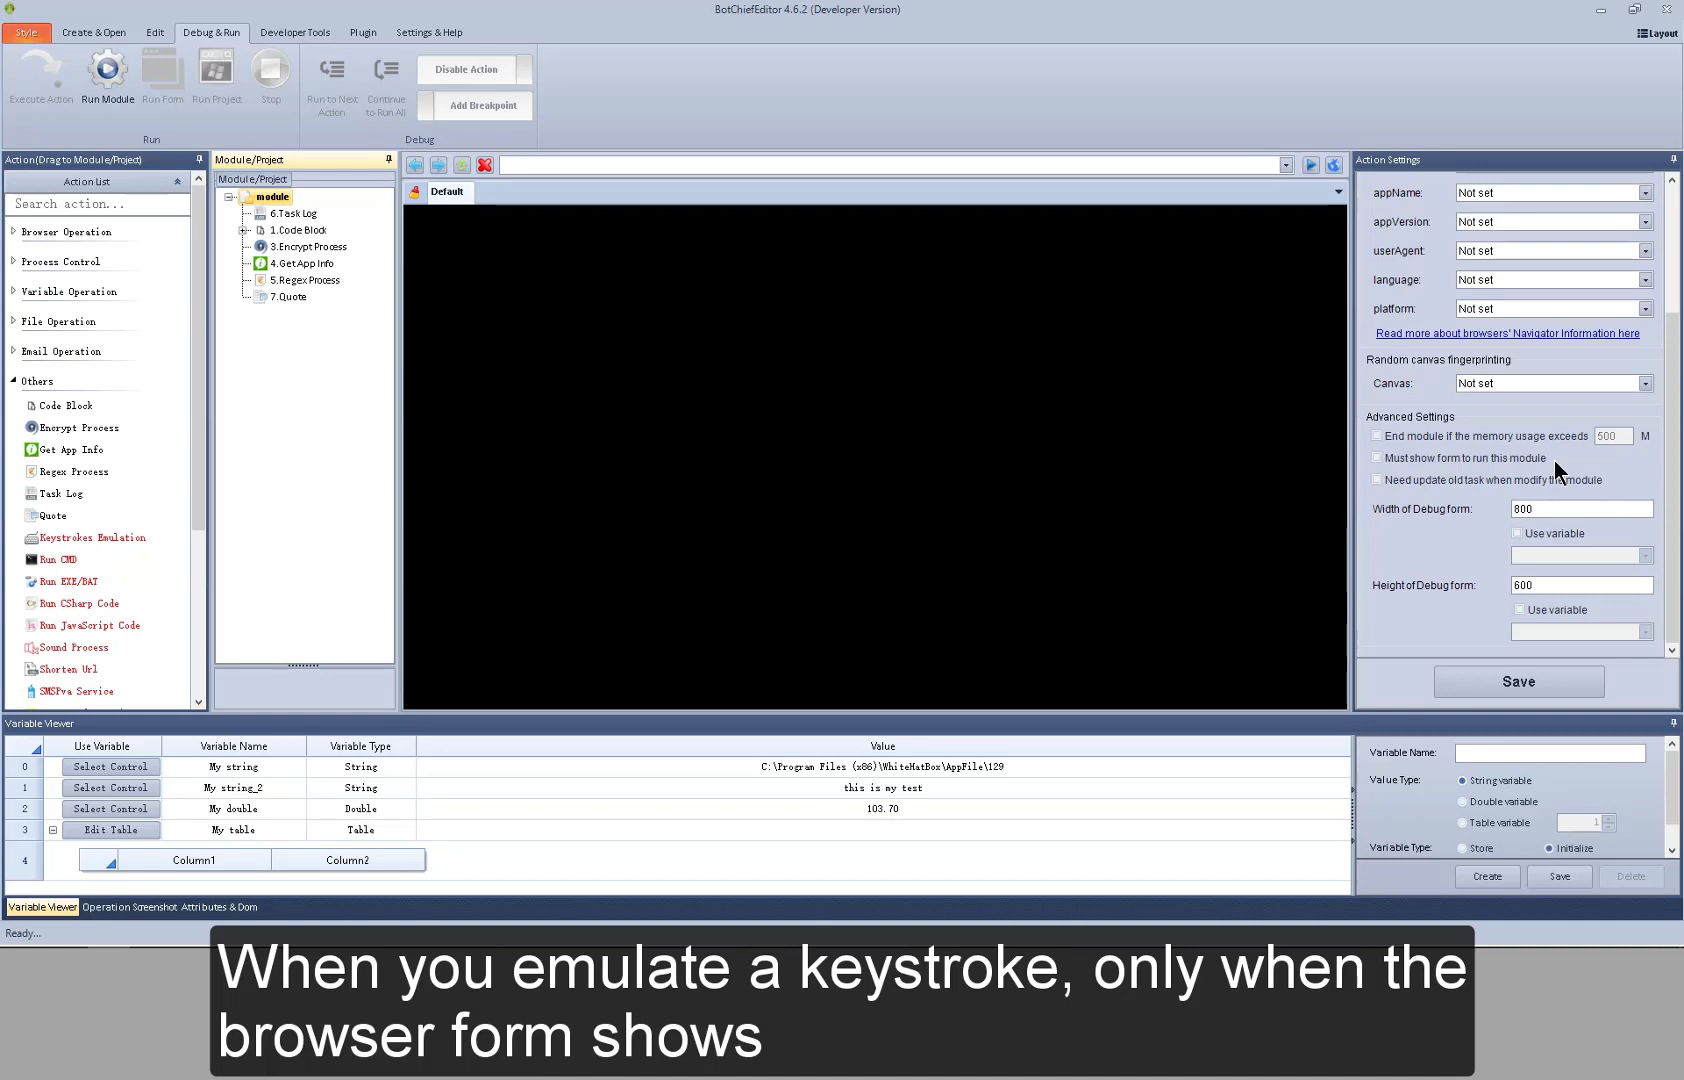 BotChiefEditor 4.6.2 (Developer Version)
Style
Create & Open
Edit
Debug & Run
Developer Tools
Plugin
Settings & Help
Layout
Execute Action
Run Module
Run Form
Run Project
Stop
Run to Next
Action
Continue
to Run All
Disable Action
Add Breakpoint
Run
Debug
Action(Drag to Module/Project)
Action List
Search action...
Browser Operation
Process Control
Variable Operation
File Operation
Email Operation
Others
Code Block
Encrypt Process
Get App Info
Regex Process
Task Log
Quote
Keystrokes Emulation
Run CMD
Run EXE/BAT
Run CSharp Code
Run JavaScript Code
Sound Process
Shorten Url
SMSPva Service
Module/Project
Module/Project
module
6.Task Log
1.Code Block
3.Encrypt Process
4.Get App Info
5.Regex Process
7.Quote
Default
Action Settings
appName: Not set
appVersion: Not set
userAgent: Not set
language: Not set
platform: Not set
Read more about browsers' Navigator Information here
Random canvas fingerprinting
Canvas: Not set
Advanced Settings
End module if the memory usage exceeds 500 M
Must show form to run this module
Need update old task when modify the module
Width of Debug form: 800
Use variable
Height of Debug form: 600
Use variable
Save
Variable Viewer
Use Variable Variable Name Variable Type Value
0 Select Control My string String C:\Program Files (x86)\WhiteHatBox\AppFile\129
1 Select Control My string_2 String this is my test
2 Select Control My double Double 103.70
3 Edit Table My table Table
4 Column1 Column2
Variable Name:
Value Type: String variable
Double variable
Table variable 1
Variable Type: Store Initialize
Create Save Delete
Variable Viewer Operation Screenshot Attributes & Dom
Ready...
When you emulate a keystroke, only when the
browser form shows